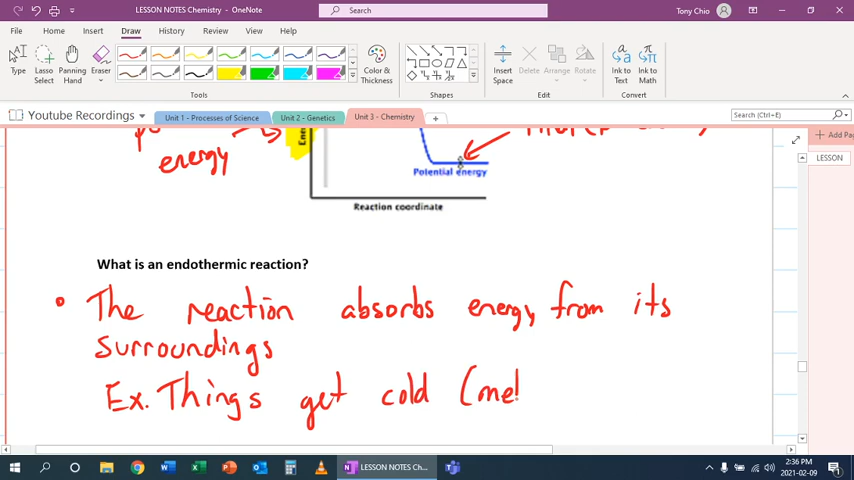 LESSON NOTES Chemistry - OneNote
Search
Tony Chio
File Home Insert Draw History Review View Help
Type
Lasso Select
Panning Hand
Eraser
Color & Thickness
Insert Space
Delete
Arrange
Rotate
Ink to Text
Ink to Math
Tools
Shapes
Edit
Convert
Youtube Recordings
Unit 1 - Processes of Science
Unit 2 - Genetics
Unit 3 - Chemistry
Search (Ctrl+E)
Add Pag
LESSON
energy
Potential energy
Reaction coordinate
What is an endothermic reaction?
The reaction absorbs energy from its
surroundings
Ex. Things get cold (mel
LESSON NOTES Ch...
2:36 PM
2021-02-09